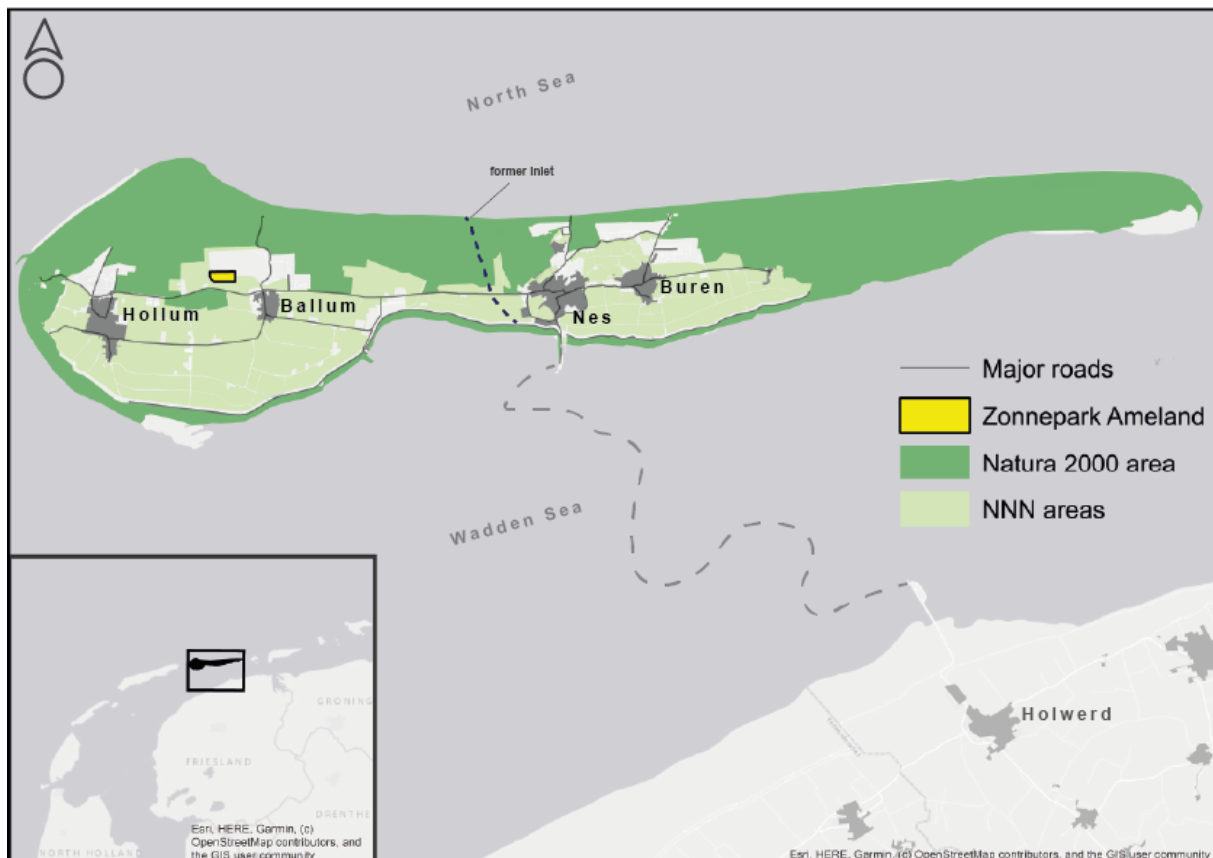 North Sea
former inlet
Hollum
Ballum
Buren
Nes
Major roads
Zonnepark Ameland
Natura 2000 area
NNN areas
Wadden Sea
Holwerd
GRONING
FRIESLAND
DRENTHE
NORTH HOLLAND
Esri, HERE, Garmin, (c)
OpenStreetMap contributors, and
the GIS user community
Esri, HERE, Garmin, (c) OpenStreetMap contributors, and the GIS user community